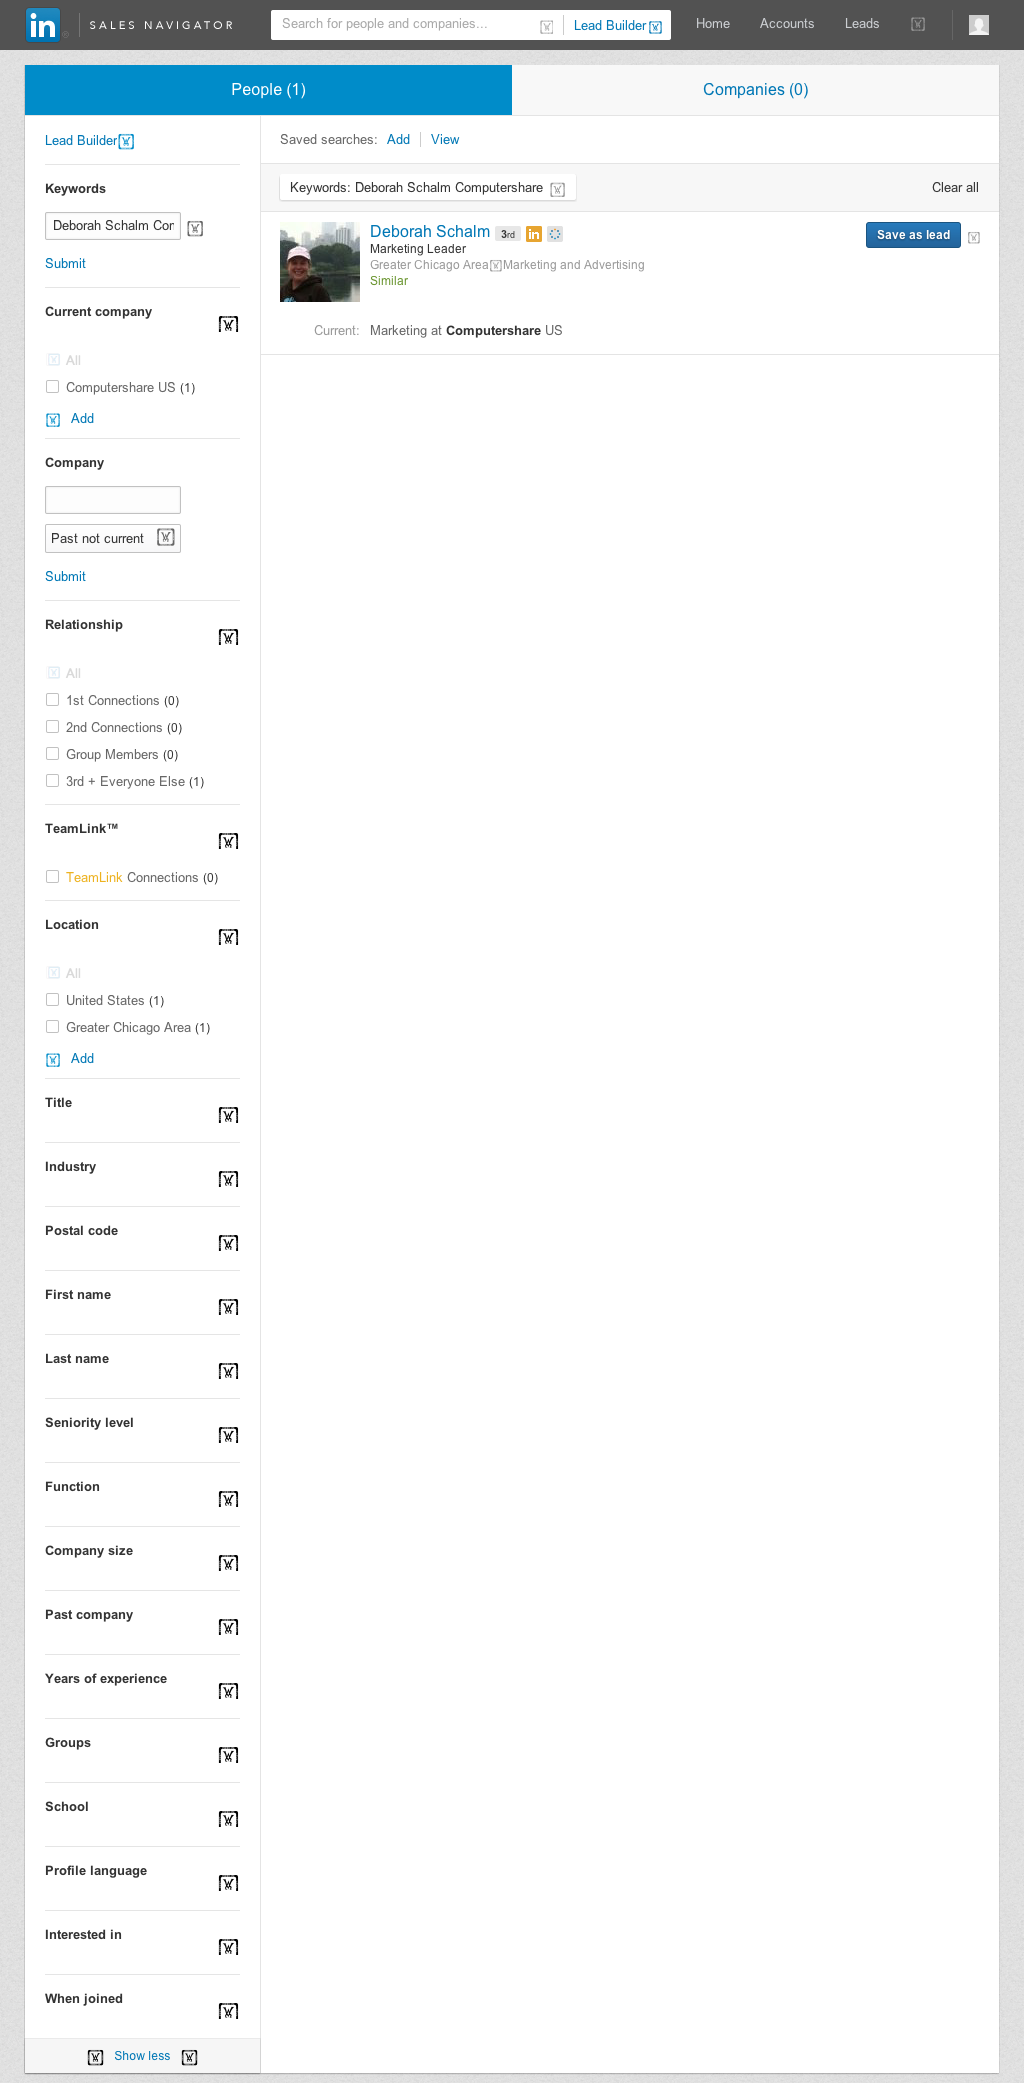 in SALES NAVIGATOR Search for people and companies... Lead Builder Home Accounts Leads
People (1) Companies (0)
Lead Builder
Keywords
Deborah Schalm Cor
Submit
Current company
All
Computershare US (1)
Add
Company
Past not current
Submit
Relationship
All
1st Connections (0)
2nd Connections (0)
Group Members (0)
3rd + Everyone Else (1)
TeamLink™
TeamLink Connections (0)
Location
All
United States (1)
Greater Chicago Area (1)
Add
Title
Industry
Postal code
First name
Last name
Seniority level
Function
Company size
Past company
Years of experience
Groups
School
Profile language
Interested in
When joined
Show less
Saved searches: Add View
Keywords: Deborah Schalm Computershare Clear all
Deborah Schalm 3rd in Save as lead
Marketing Leader
Greater Chicago Area Marketing and Advertising
Similar
Current: Marketing at Computershare US